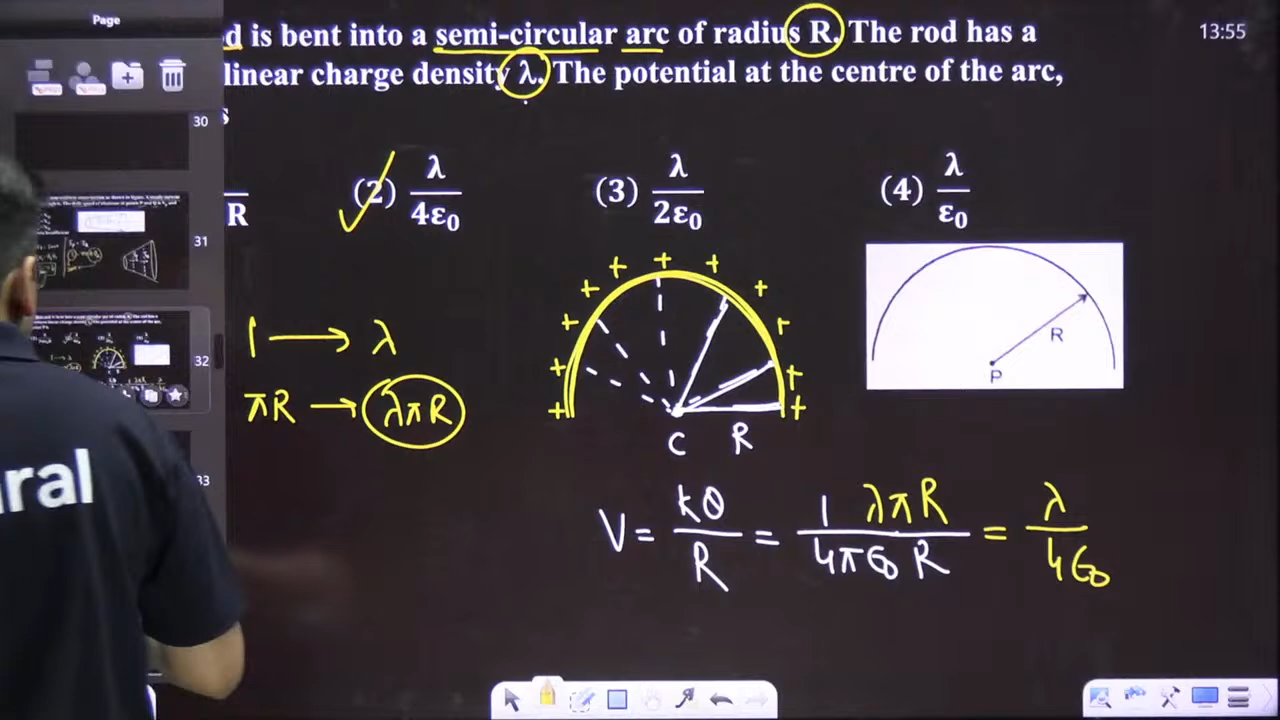 Page
13:55
d is bent into a semi-circular arc of radius R. The rod has a
linear charge density λ. The potential at the centre of the arc,
s
30
R
(2) λ/4ε₀
(3) λ/2ε₀
(4) λ/ε₀
31
1 → λ
πR → λπR
32
+ + + + + + + + + + +
C R
R
P
33
ural
V = kQ/R = 1 λπR/4πε₀ R = λ/4ε₀